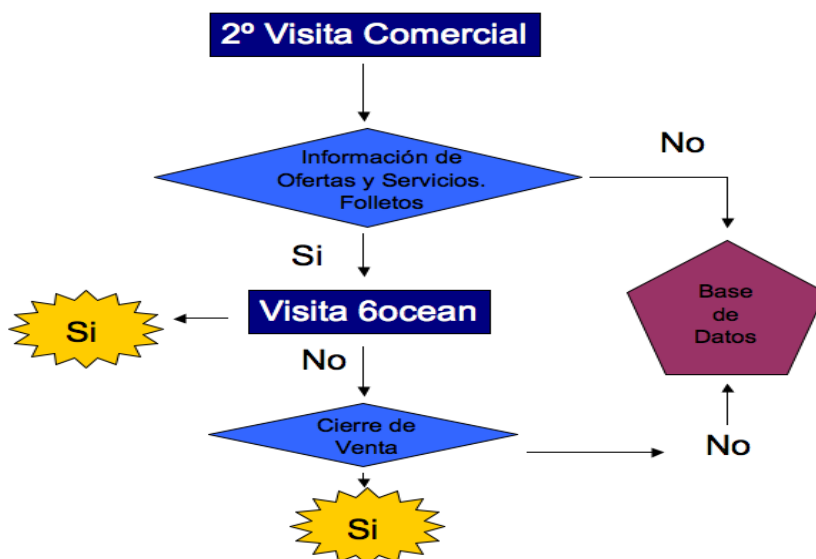 2º Visita Comercial
Información de
Ofertas y Servicios.
Folletos
No
Si
Visita 6ocean
Si
Base
de
Datos
No
Cierre de
Venta
No
Si